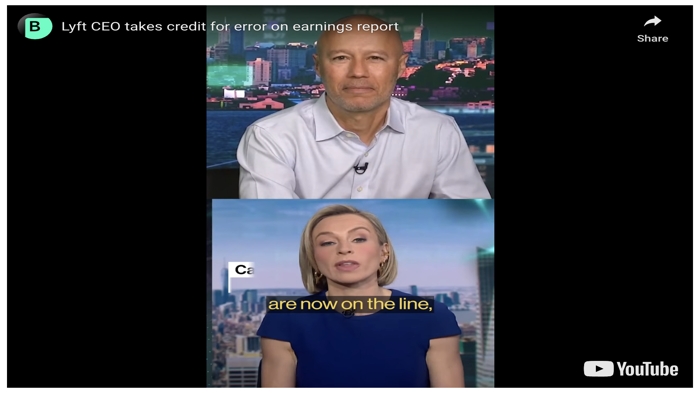 B
Lyft CEO takes credit for error on earnings report
Share
Ca
are now on the line,
YouTube